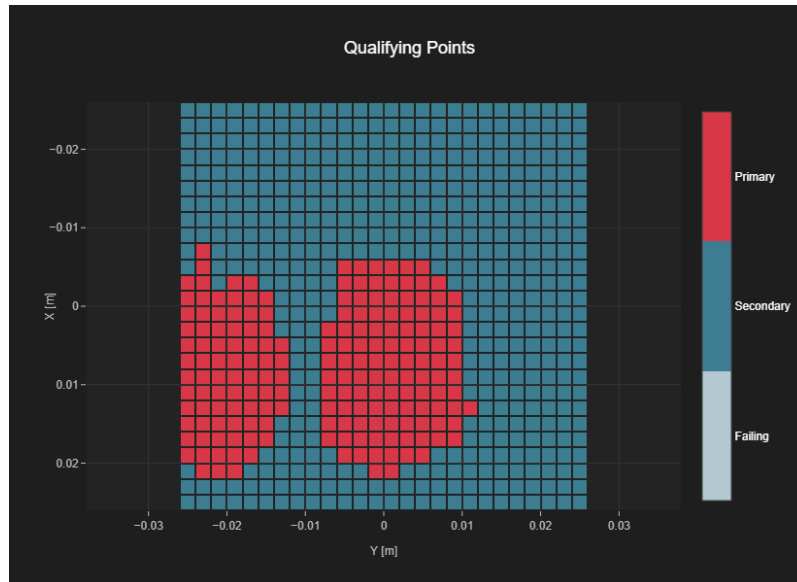 Qualifying Points
Primary
Secondary
Failing
X [m]
−0.02
−0.01
0
0.01
0.02
−0.03
−0.02
−0.01
0
0.01
0.02
0.03
Y [m]